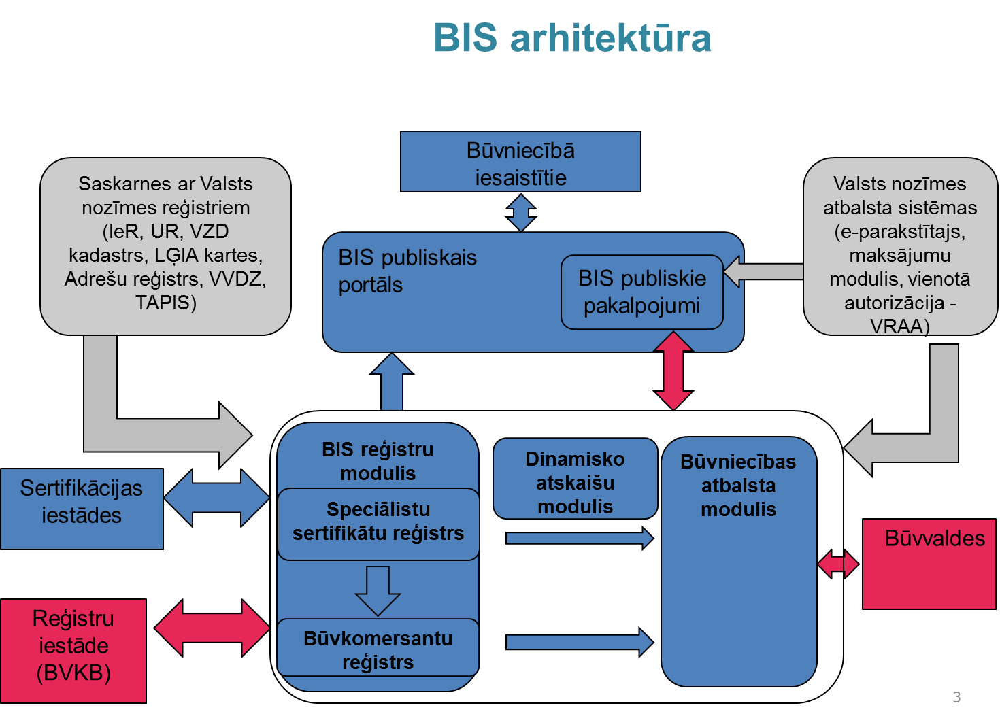 BIS arhitektūra
Būvniecībā
iesaistītie
Saskarnes ar Valsts
nozīmes reģistriem
(IeR, UR, VZD
kadastrs, LĢIA kartes,
Adrešu reģistrs, VVDZ,
TAPIS)
BIS publiskais
portāls
BIS publiskie
pakalpojumi
Valsts nozīmes
atbalsta sistēmas
(e-parakstītajs,
maksājumu
modulis, vienotā
autorizācija -
VRAA)
Sertifikācijas
iestādes
Reģistru
iestāde
(BVKB)
BIS reģistru
modulis
Speciālistu
sertifikātu reģistrs
Būvkomersantu
reģistrs
Dinamisko
atskaišu
modulis
Būvniecības
atbalsta
modulis
Būvvaldes
3